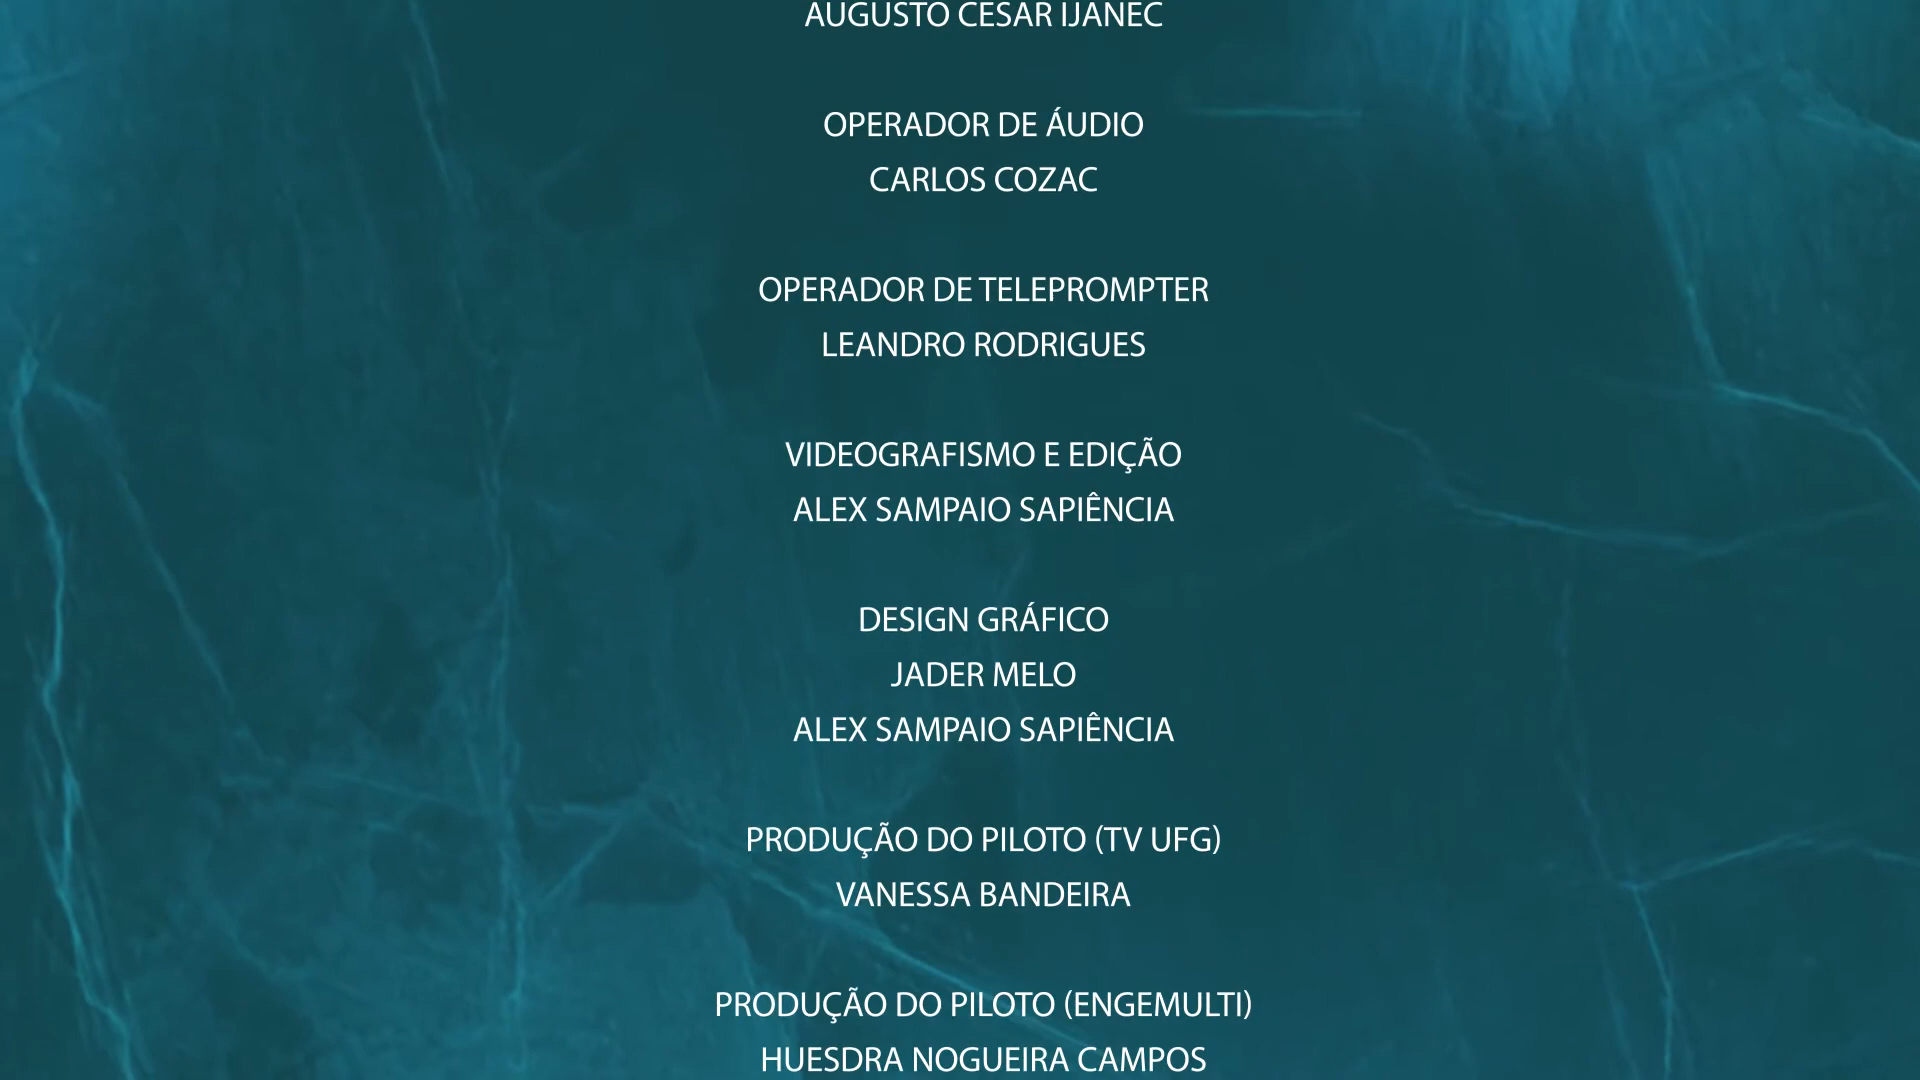 AUGUSTO CESAR IJANEC
OPERADOR DE ÁUDIO
CARLOS COZAC
OPERADOR DE TELEPROMPTER
LEANDRO RODRIGUES
VIDEOGRAFISMO E EDIÇÃO
ALEX SAMPAIO SAPIÊNCIA
DESIGN GRÁFICO
JADER MELO
ALEX SAMPAIO SAPIÊNCIA
PRODUÇÃO DO PILOTO (TV UFG)
VANESSA BANDEIRA
PRODUÇÃO DO PILOTO (ENGEMULTI)
HUESDRA NOGUEIRA CAMPOS